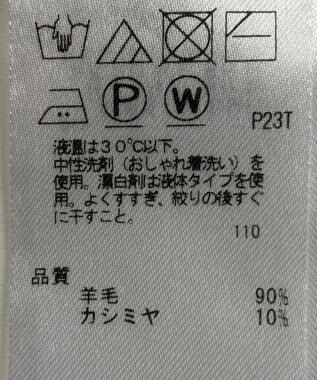 P W
P23T
液温は30℃以下。
中性洗剤（おしゃれ着洗い）を
使用。漂白剤は液体タイプを使
用。よくすすぎ、絞りの後すぐ
に干すこと。
110
品質
羊毛 90%
カシミヤ 10%